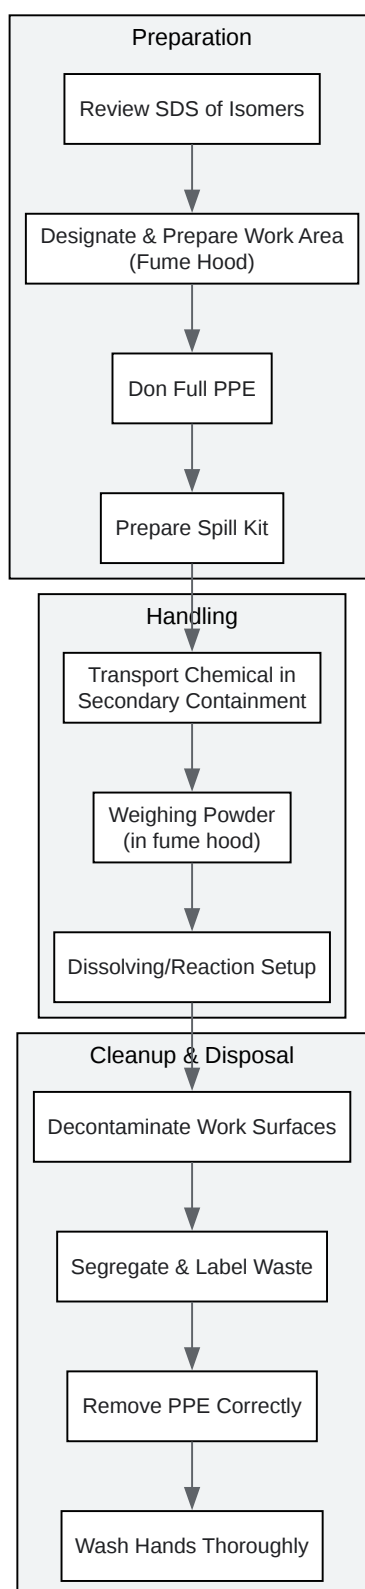 Preparation
Review SDS of Isomers
Designate & Prepare Work Area
(Fume Hood)
Don Full PPE
Prepare Spill Kit
Handling
Transport Chemical in
Secondary Containment
Weighing Powder
(in fume hood)
Dissolving/Reaction Setup
Cleanup & Disposal
Decontaminate Work Surfaces
Segregate & Label Waste
Remove PPE Correctly
Wash Hands Thoroughly